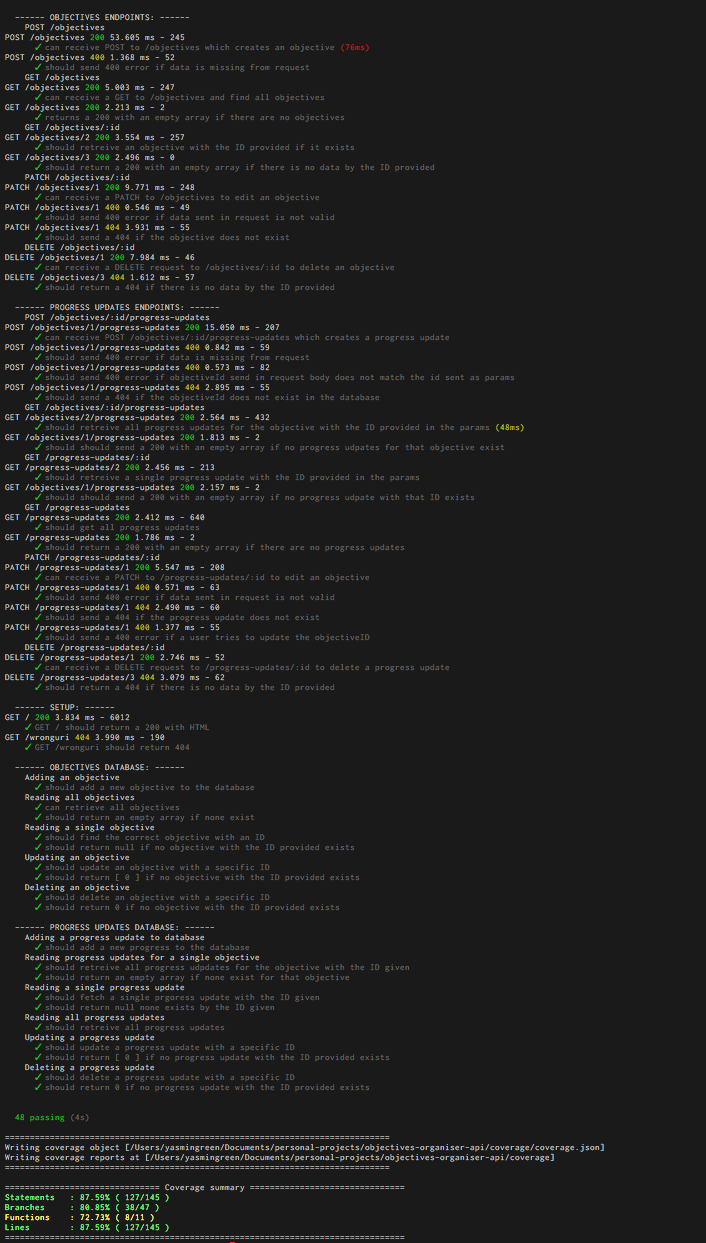 ------ OBJECTIVES ENDPOINTS: ------
POST /objectives
POST /objectives 200 53.605 ms - 245
✓ can receive POST to /objectives which creates an objective (76ms)
POST /objectives 400 1.368 ms - 52
✓ should send 400 error if data is missing from request
GET /objectives
GET /objectives 200 5.003 ms - 247
✓ can receive a GET to /objectives and find all objectives
GET /objectives 200 2.213 ms - 2
✓ returns a 200 with an empty array if there are no objectives
GET /objectives/:id
GET /objectives/2 200 3.554 ms - 257
✓ should retreive an objective with the ID provided if it exists
GET /objectives/3 200 2.496 ms - 0
✓ should return a 200 with an empty array if there is no data by the ID provided
PATCH /objectives/:id
PATCH /objectives/1 200 9.771 ms - 248
✓ can receive a PATCH to /objectives to edit an objective
PATCH /objectives/1 400 0.546 ms - 49
✓ should send 400 error if data sent in request is not valid
PATCH /objectives/1 404 3.931 ms - 55
✓ should send a 404 if the objective does not exist
DELETE /objectives/:id
DELETE /objectives/1 200 7.984 ms - 46
✓ can receive a DELETE request to /objectives/:id to delete an objective
DELETE /objectives/3 404 1.612 ms - 57
✓ should return a 404 if there is no data by the ID provided
------ PROGRESS UPDATES ENDPOINTS: ------
POST /objectives/:id/progress-updates
POST /objectives/1/progress-updates 200 15.050 ms - 207
✓ can receive POST /objectives/:id/progress-updates which creates a progress update
POST /objectives/1/progress-updates 400 0.842 ms - 59
✓ should send 400 error if data is missing from request
POST /objectives/1/progress-updates 400 0.573 ms - 82
✓ should send 400 error if objectiveId send in request body does not match the id sent as params
POST /objectives/1/progress-updates 404 2.895 ms - 55
✓ should send a 404 if the objectiveId does not exist in the database
GET /objectives/:id/progress-updates
GET /objectives/2/progress-updates 200 2.564 ms - 432
✓ should retreive all progress updates for the objective with the ID provided in the params (48ms)
GET /objectives/1/progress-updates 200 1.813 ms - 2
✓ should should send a 200 with an empty array if no progress udpates for that objective exist
GET /progress-updates/:id
GET /progress-updates/2 200 2.456 ms - 213
✓ should retreive a single progress update with the ID provided in the params
GET /objectives/1/progress-updates 200 2.157 ms - 2
✓ should should send a 200 with an empty array if no progress udpate with that ID exists
GET /progress-updates
GET /progress-updates 200 2.412 ms - 640
✓ should get all progress updates
GET /progress-updates 200 1.786 ms - 2
✓ should return a 200 with an empty array if there are no progress updates
PATCH /progress-updates/:id
PATCH /progress-updates/1 200 5.547 ms - 208
✓ can receive a PATCH to /progress-updates/:id to edit an objective
PATCH /progress-updates/1 400 0.571 ms - 63
✓ should send 400 error if data sent in request is not valid
PATCH /progress-updates/1 404 2.490 ms - 60
✓ should send a 404 if the progress update does not exist
PATCH /progress-updates/1 400 1.377 ms - 55
✓ should send a 400 error if a user tries to update the objectiveID
DELETE /progress-updates/:id
DELETE /progress-updates/1 200 2.746 ms - 52
✓ can receive a DELETE request to /progress-updates/:id to delete a progress update
DELETE /progress-updates/3 404 3.079 ms - 62
✓ should return a 404 if there is no data by the ID provided
------ SETUP: ------
GET / 200 3.834 ms - 6012
✓ GET / should return a 200 with HTML
GET /wronguri 404 3.990 ms - 190
✓ GET /wronguri should return 404
------ OBJECTIVES DATABASE: ------
Adding an objective
✓ should add a new objective to the database
Reading all objectives
✓ can retrieve all objectives
✓ should return an empty array if none exist
Reading a single objective
✓ should find the correct objective with an ID
✓ should return null if no objective with the ID provided exists
Updating an objective
✓ should update an objective with a specific ID
✓ should return [ 0 ] if no objective with the ID provided exists
Deleting an objective
✓ should delete an objective with a specific ID
✓ should return 0 if no objective with the ID provided exists
------ PROGRESS UPDATES DATABASE: ------
Adding a progress update to database
✓ should add a new progress to the database
Reading progress updates for a single objective
✓ should retreive all progress udpdates for the objective with the ID given
✓ should return an empty array if none exist for that objective
Reading a single progress update
✓ should fetch a single prgoress update with the ID given
✓ should return null none exists by the ID given
Reading all progress updates
✓ should retreive all progress updates
Updating a progress update
✓ should update a progress update with a specific ID
✓ should return [ 0 ] if no progress update with the ID provided exists
Deleting a progress update
✓ should delete a progress update with a specific ID
✓ should return 0 if no progress update with the ID provided exists
48 passing (4s)
=============================================================================
Writing coverage object [/Users/yasmingreen/Documents/personal-projects/objectives-organiser-api/coverage/coverage.json]
Writing coverage reports at [/Users/yasmingreen/Documents/personal-projects/objectives-organiser-api/coverage]
=============================================================================
=============================== Coverage summary ===============================
Statements : 87.59% ( 127/145 )
Branches : 80.85% ( 38/47 )
Functions : 72.73% ( 8/11 )
Lines : 87.59% ( 127/145 )
================================================================================